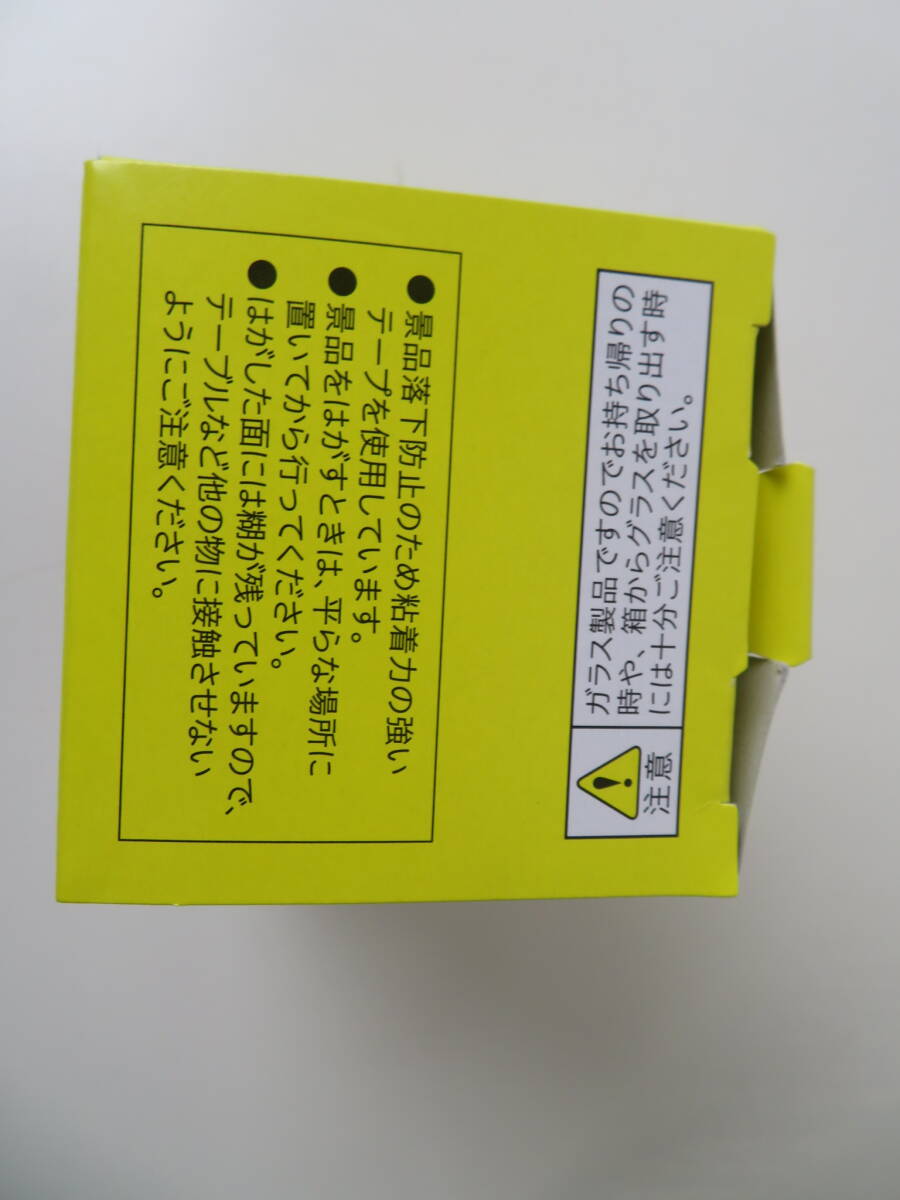 ●景品落下防止のため粘着力の強い
テープを使用しています。
●景品をはがすときは、平らな場所に
置いてから行ってください。
●はがした面には糊が残っていますので、
テーブルなど他の物に接触させない
ようにご注意ください。
注意
ガラス製品ですのでお持ち帰りの
時や、箱からグラスを取り出す時
には十分ご注意ください。